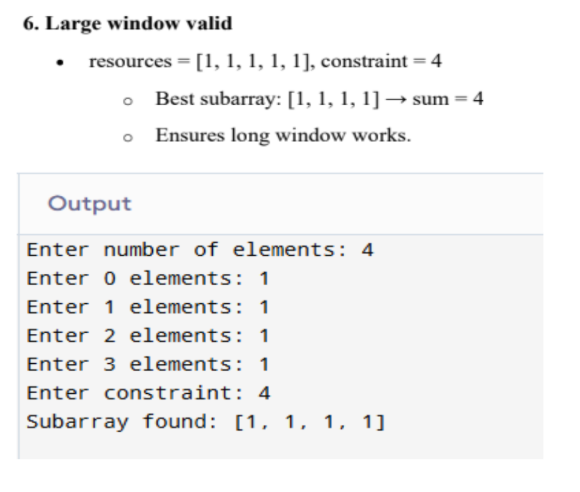 6. Large window valid
• resources = [1, 1, 1, 1, 1], constraint = 4
o Best subarray: [1, 1, 1, 1] → sum = 4
o Ensures long window works.
Output
Enter number of elements: 4
Enter 0 elements: 1
Enter 1 elements: 1
Enter 2 elements: 1
Enter 3 elements: 1
Enter constraint: 4
Subarray found: [1, 1, 1, 1]